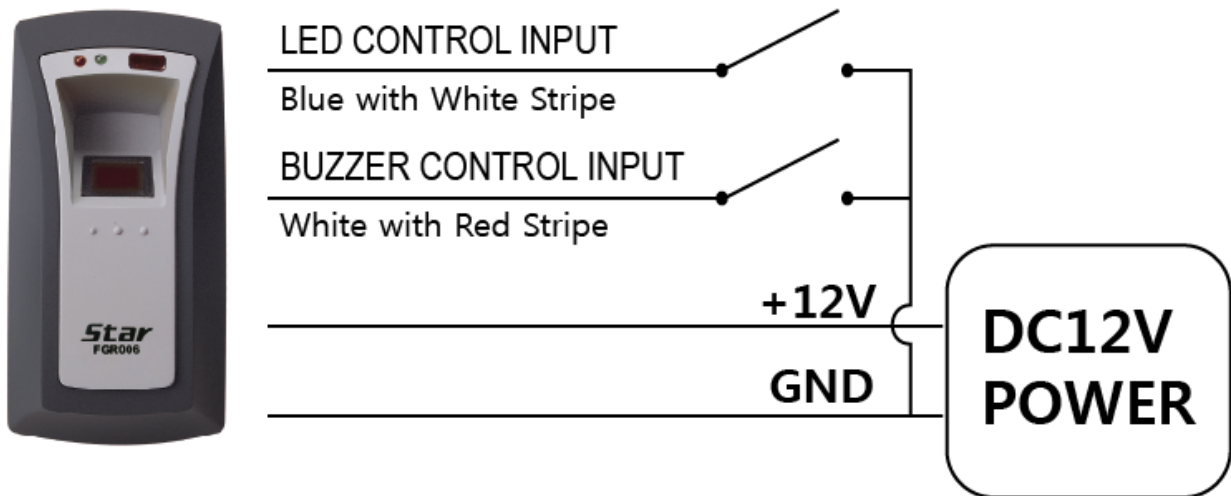 LED CONTROL INPUT
Blue with White Stripe
BUZZER CONTROL INPUT
White with Red Stripe
+12V
GND
DC12V
POWER
Star
FGR006